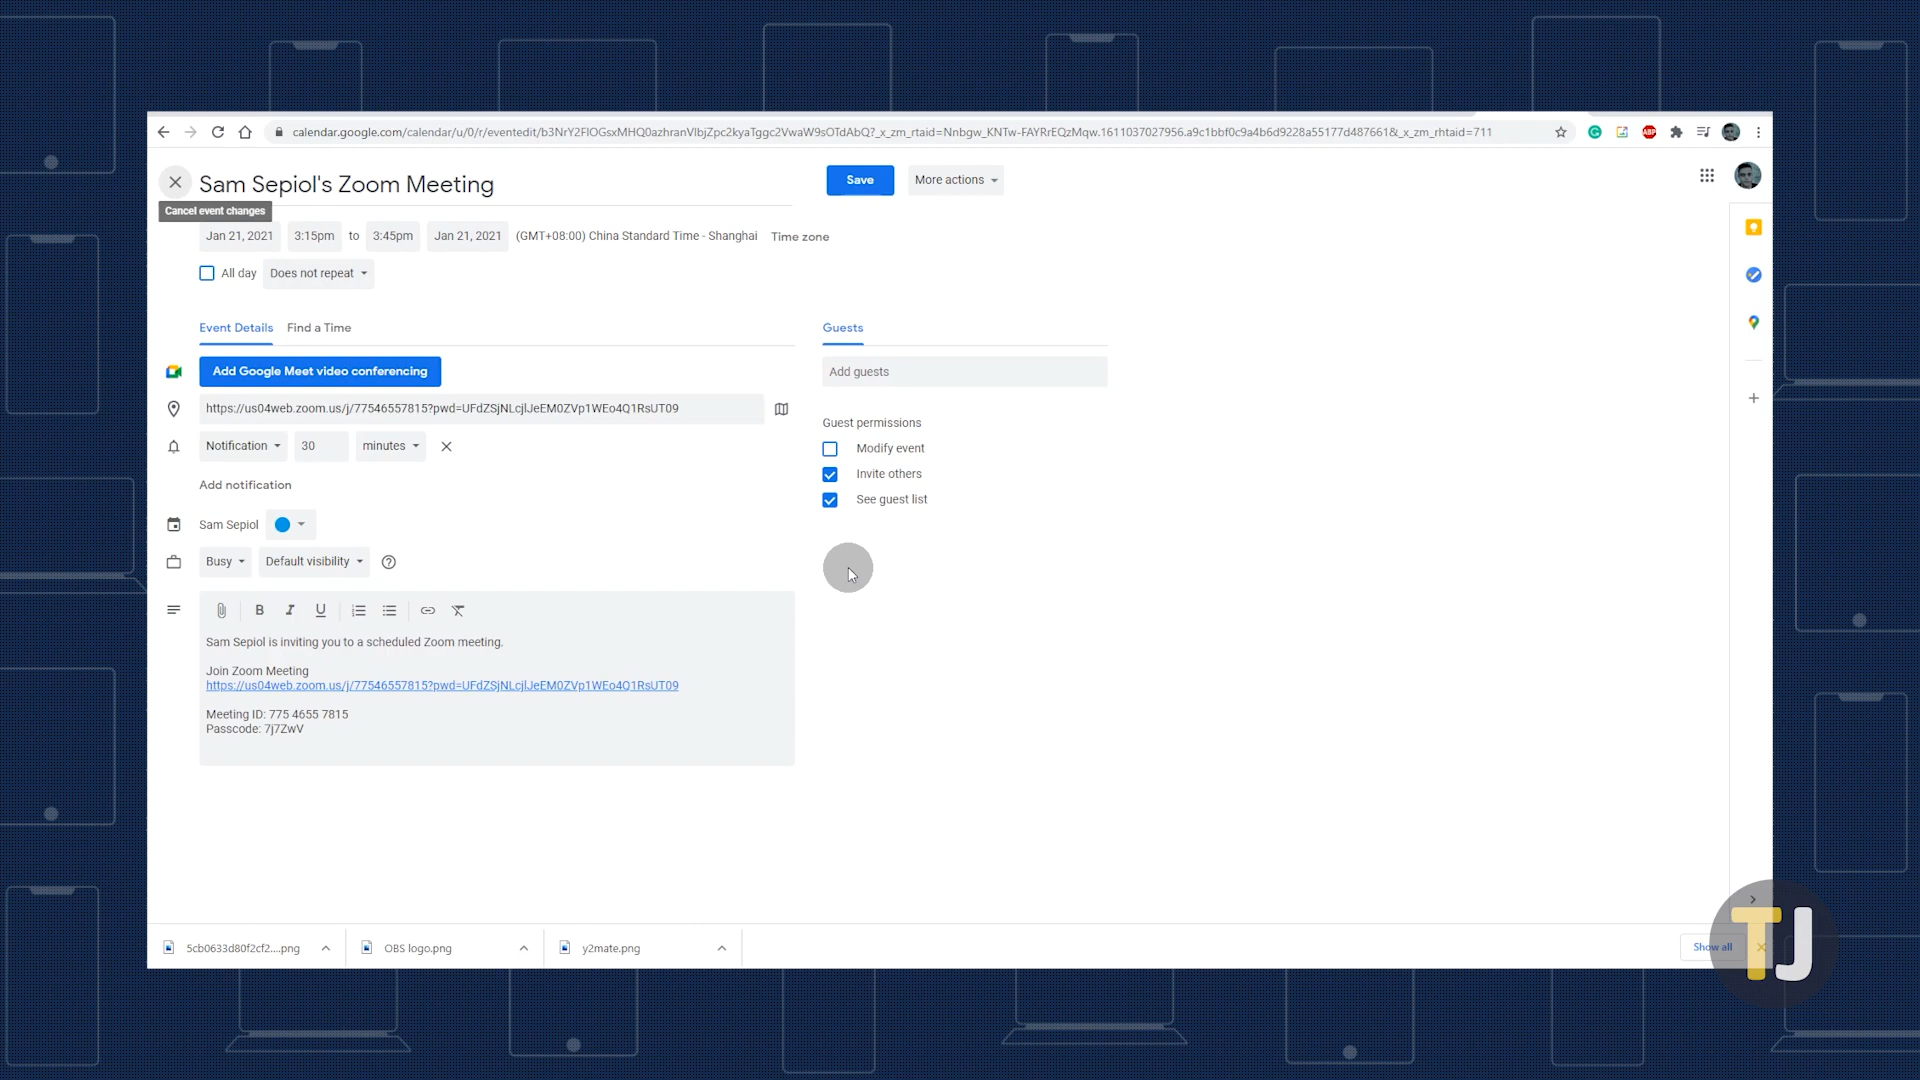 calendar.google.com/calendar/u/0/r/eventedit/b3NrY2FlOGsxMHQ0azhranVlbjZpc2kyaTggc2VwaW9sOTdAbQ?_x_zm_rtaid=Nnbgw_KNTw-FAYRrEQzMqw.1611037027956.a9c1bbf0c9a4b6d9228a55177d487661&_x_zm_rhtaid=711
ABP
Sam Sepiol's Zoom Meeting
Save
More actions
Cancel event changes
Jan 21, 2021 3:15pm to 3:45pm Jan 21, 2021 (GMT+08:00) China Standard Time - Shanghai Time zone
All day Does not repeat
Event Details Find a Time
Guests
Add Google Meet video conferencing
Add guests
https://us04web.zoom.us/j/77546557815?pwd=UFdZSjNLcjlJeEM0ZVp1WEo4Q1RsUT09
Guest permissions
Notification 30 minutes
Modify event
Invite others
Add notification
See guest list
Sam Sepiol
Busy Default visibility
B I U
Sam Sepiol is inviting you to a scheduled Zoom meeting.
Join Zoom Meeting
https://us04web.zoom.us/j/77546557815?pwd=UFdZSjNLcjlJeEM0ZVp1WEo4Q1RsUT09
Meeting ID: 775 4655 7815
Passcode: 7j7ZwV
5cb0633d80f2cf2....png
OBS logo.png
y2mate.png
Show all
TJ